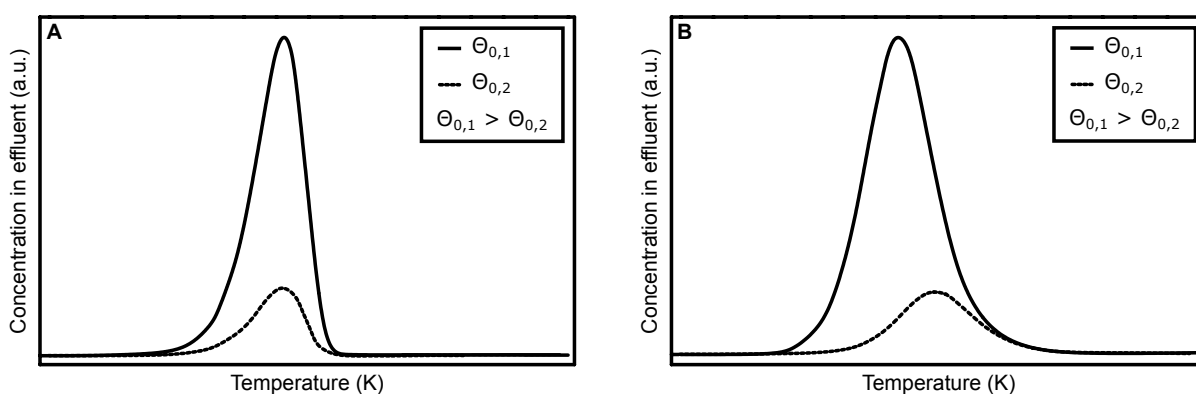 A
Θ0,1
Θ0,2
Θ0,1 > Θ0,2
Concentration in effluent (a.u.)
Temperature (K)
B
Θ0,1
Θ0,2
Θ0,1 > Θ0,2
Concentration in effluent (a.u.)
Temperature (K)